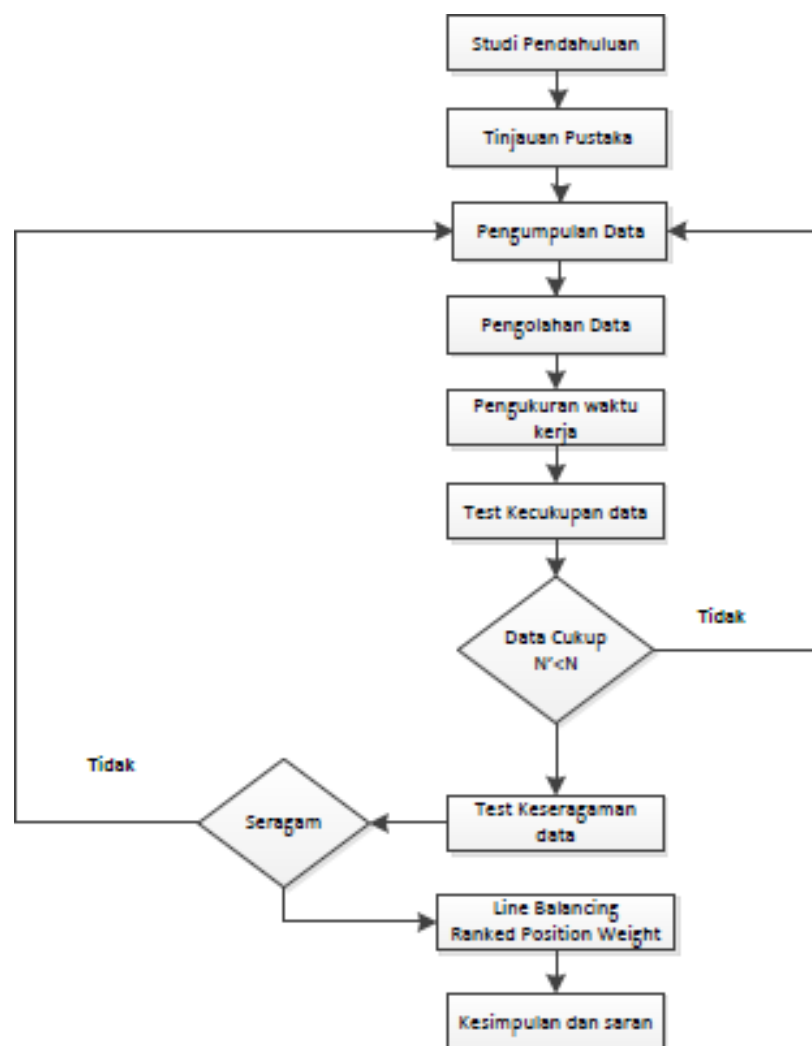 Studi Pendahuluan
Tinjauan Pustaka
Pengumpulan Data
Pengolahan Data
Pengukuran waktu
kerja
Test Kecukupan data
Data Cukup
N'<N
Tidak
Tidak
Seragam
Test Keseragaman
data
Line Balancing
Ranked Position Weight
Kesimpulan dan saran